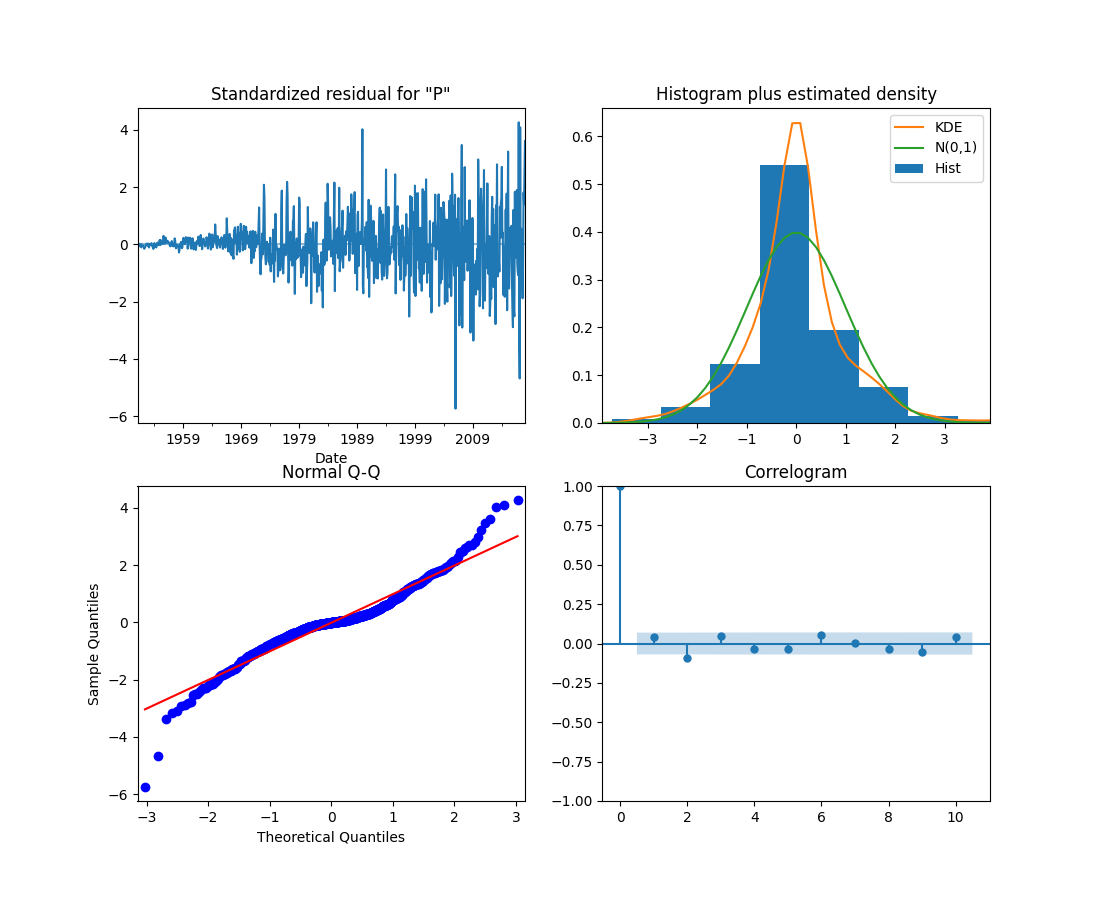 Standardized residual for "P"
4
2
0
−2
−4
−6
1959 1969 1979 1989 1999 2009
Date
Histogram plus estimated density
KDE
N(0,1)
Hist
0.6
0.5
0.4
0.3
0.2
0.1
0.0
−3 −2 −1 0 1 2 3
Normal Q-Q
Sample Quantiles
4
2
0
−2
−4
−6
−3 −2 −1 0 1 2 3
Theoretical Quantiles
Correlogram
1.00
0.75
0.50
0.25
0.00
−0.25
−0.50
−0.75
−1.00
0 2 4 6 8 10